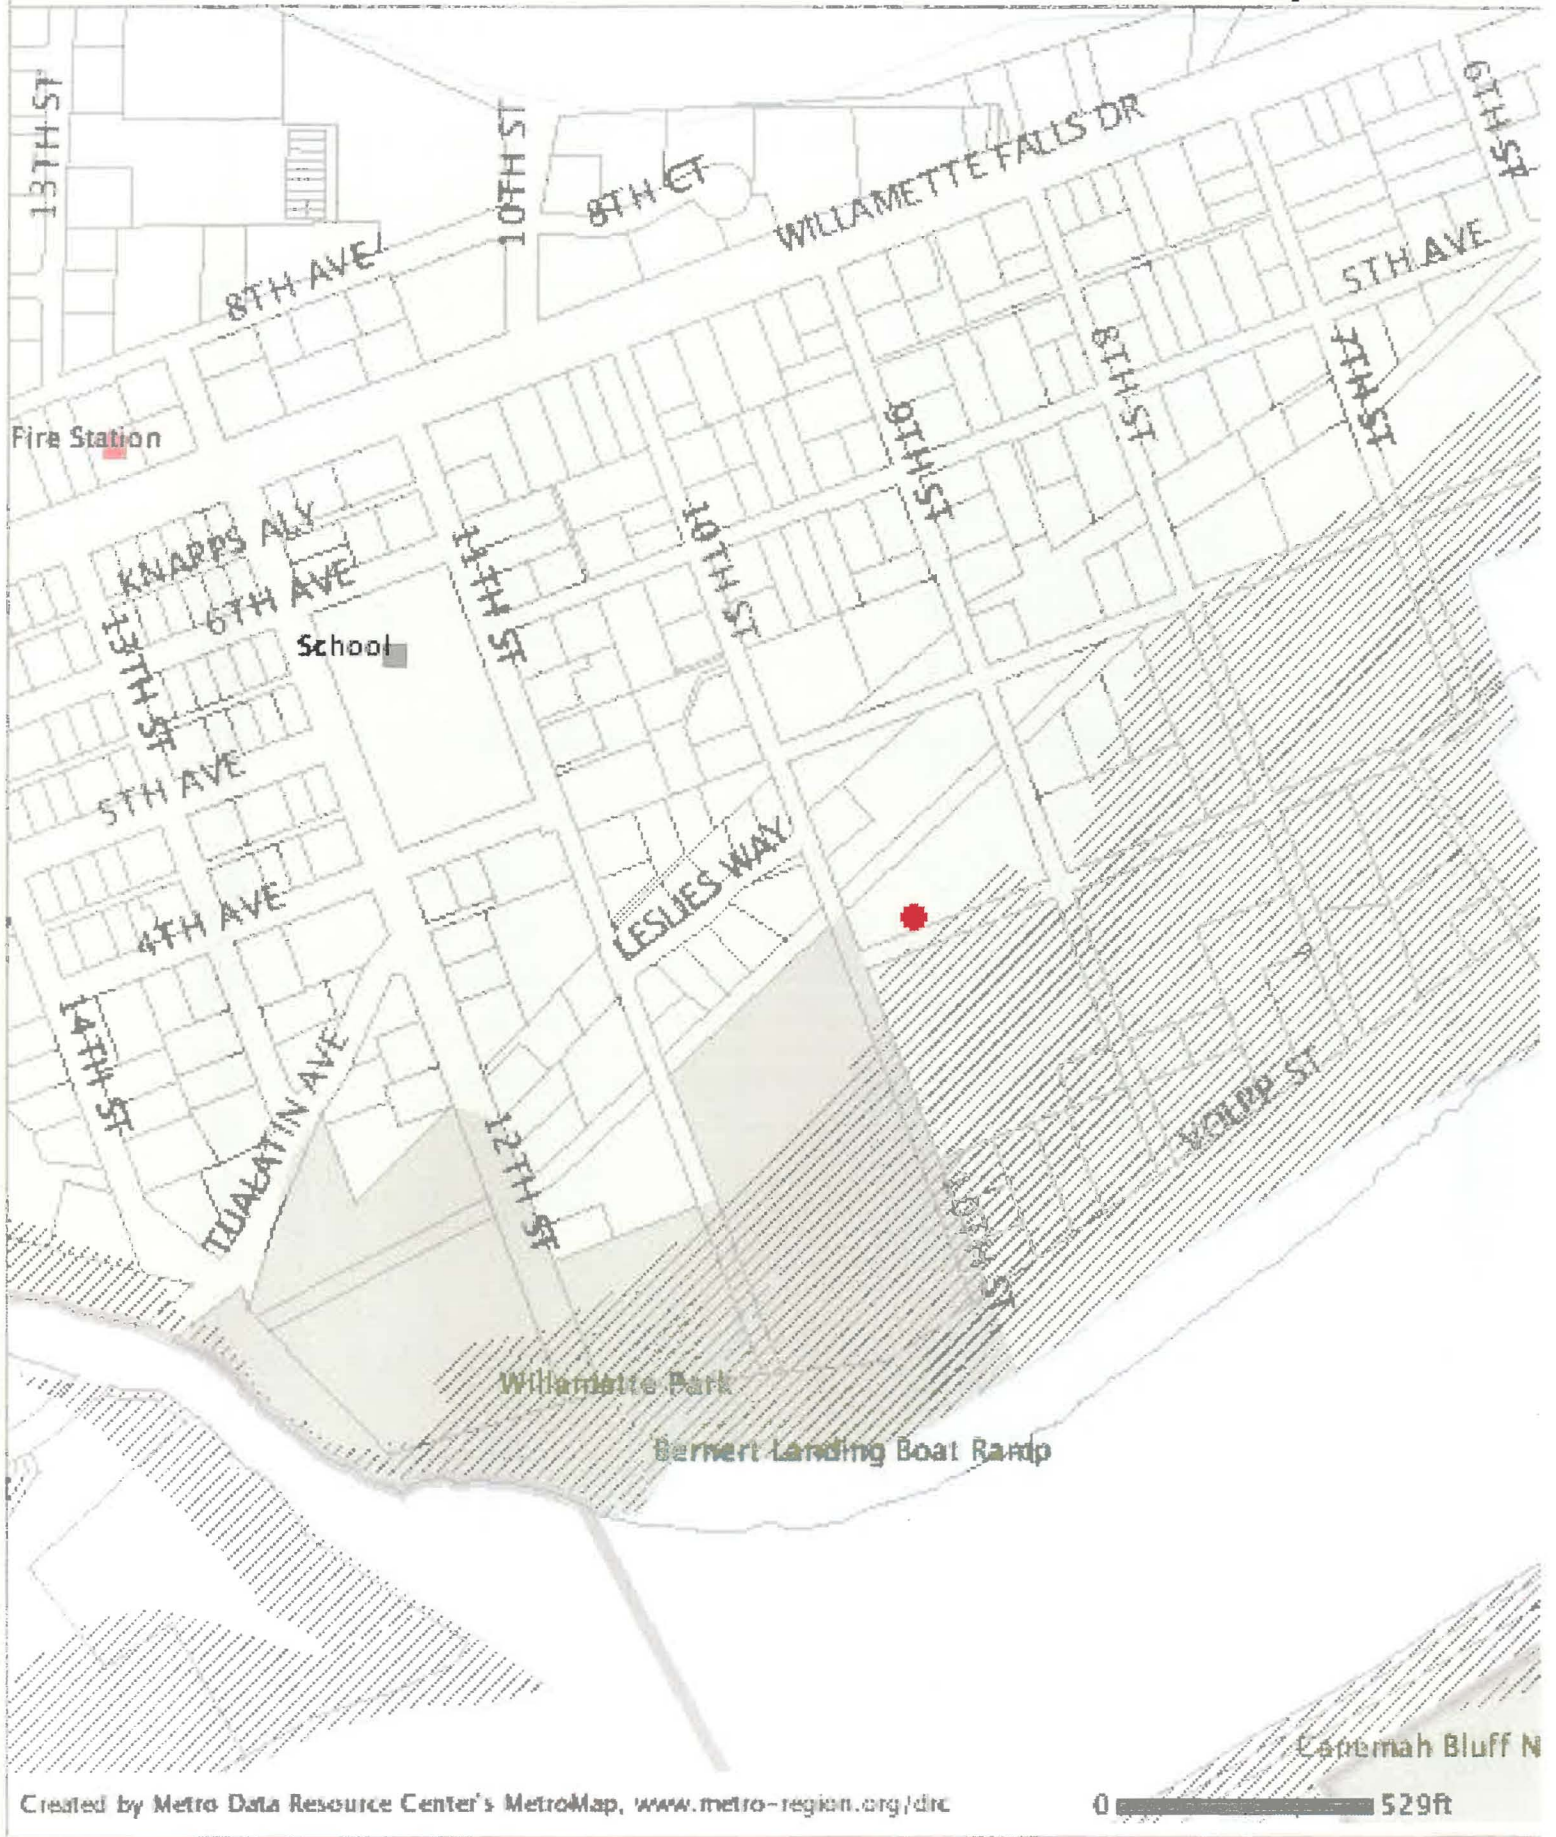 13TH ST
10TH ST
8TH CT
WILLAMETTE FALLS DR
6TH ST
8TH AVE
5TH AVE
Fire Station
8TH ST
7TH ST
9TH ST
KNAPPS ALY
6TH AVE
11TH ST
10TH ST
School
13TH ST
5TH AVE
LESLIES WAY
4TH AVE
14TH ST
TUALATIN AVE
VOLPP ST
12TH ST
10TH ST
Willamette Park
Bernert Landing Boat Ramp
Canemah Bluff N
Created by Metro Data Resource Center's MetroMap, www.metro-region.org/drc
0 529ft